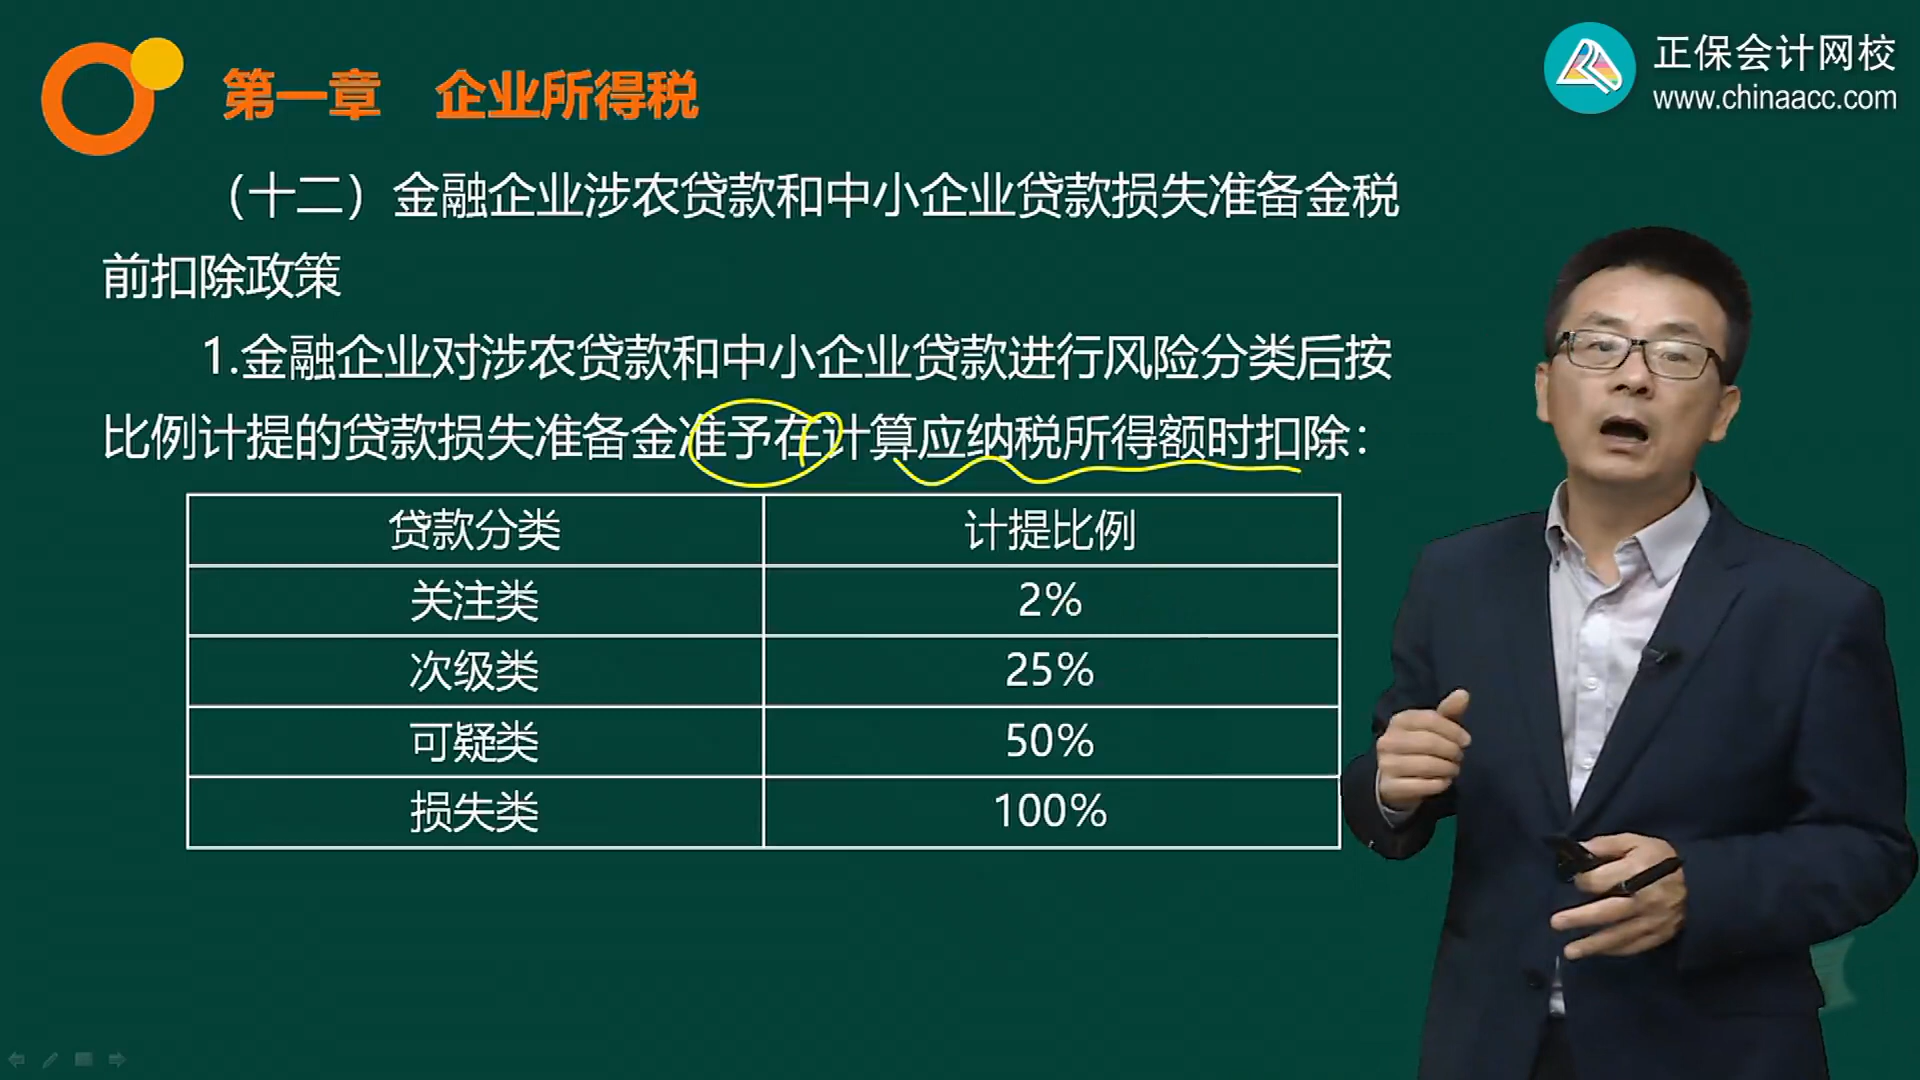 第一章 企业所得税
正保会计网校
www.chinaacc.com
（十二）金融企业涉农贷款和中小企业贷款损失准备金税
前扣除政策
1.金融企业对涉农贷款和中小企业贷款进行风险分类后按
比例计提的贷款损失准备金准予在计算应纳税所得额时扣除：
贷款分类 计提比例
关注类 2%
次级类 25%
可疑类 50%
损失类 100%